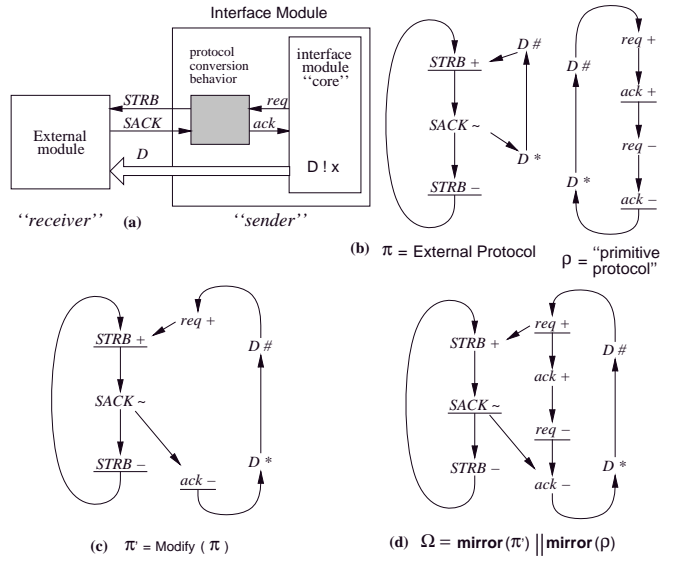 Interface Module
protocol
conversion
behavior
interface
module
"core"
STRB
req
SACK
ack
External
module
D
D ! x
"receiver"
(a)
"sender"
STRB +
D #
SACK ~
D *
STRB −
(b) π = External Protocol
req +
D #
ack +
req −
D *
ack −
ρ = "primitive
protocol"
req +
STRB +
D #
SACK ~
STRB −
D *
ack −
(c) π' = Modify ( π )
STRB +
req +
D #
ack +
SACK ~
req −
STRB −
D *
ack −
(d) Ω = mirror (π') || mirror (ρ)